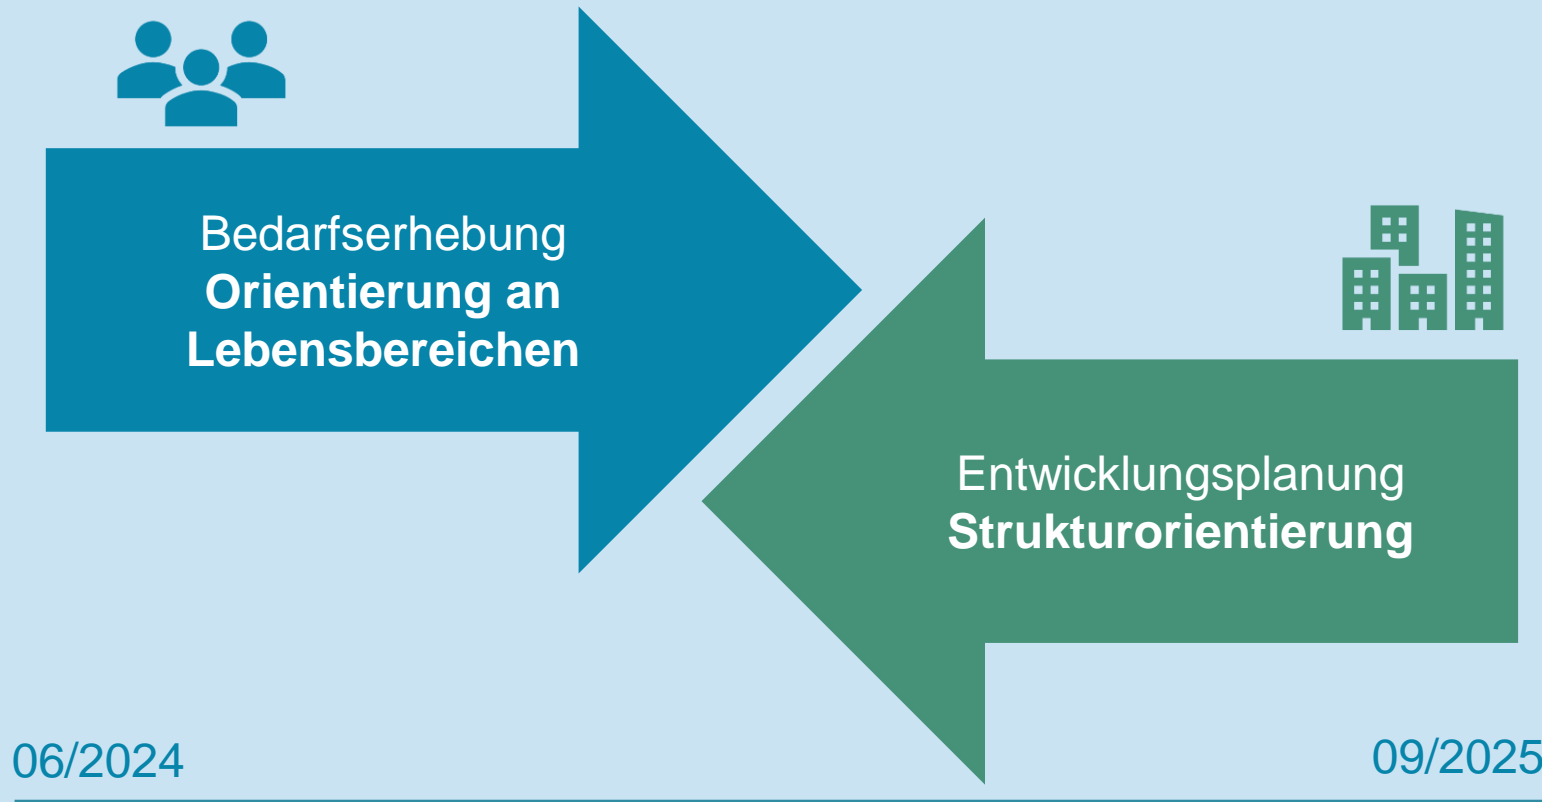 Bedarfserhebung
Orientierung an
Lebensbereichen
Entwicklungsplanung
Strukturorientierung
06/2024
09/2025